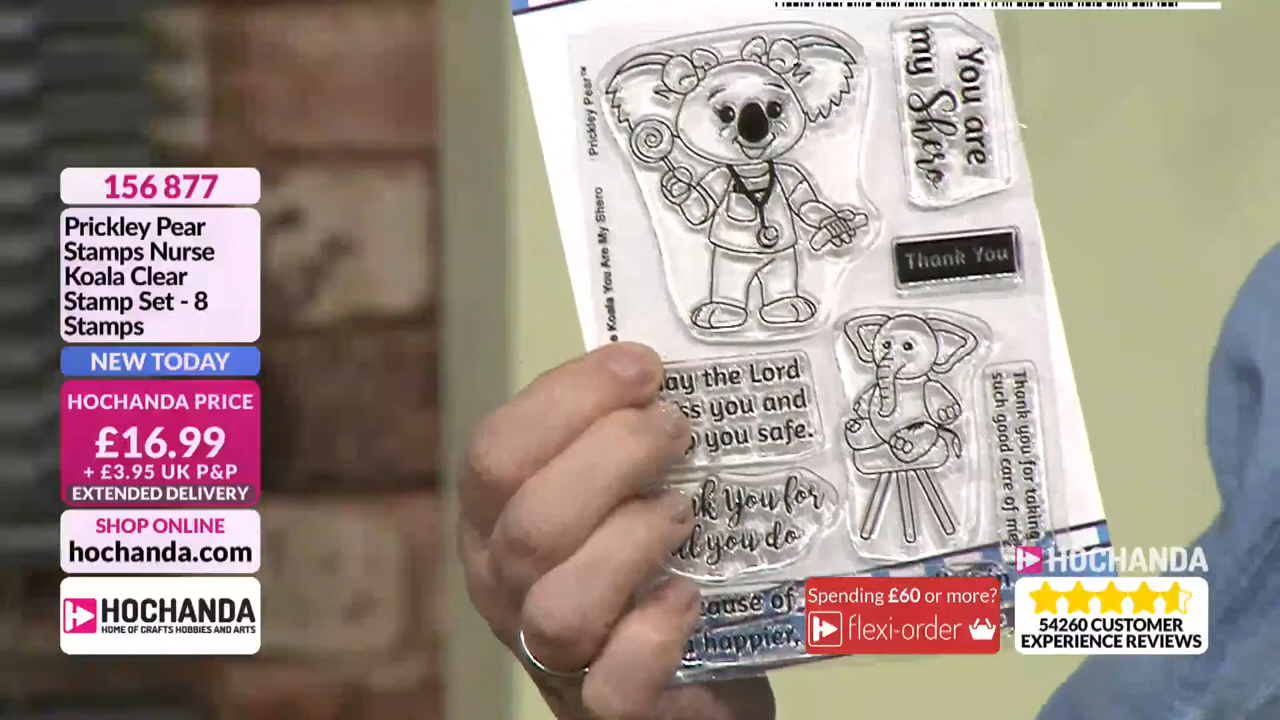 156 877
Prickley Pear
Stamps Nurse
Koala Clear
Stamp Set - 8
Stamps
NEW TODAY
HOCHANDA PRICE
£16.99
+ £3.95 UK P&P
EXTENDED DELIVERY
SHOP ONLINE
hochanda.com
HOCHANDA
HOME OF CRAFTS HOBBIES AND ARTS
Prickley Pear™
Koala You Are My Shero
You are
my Shero
Thank You
the Lord
you and
you safe.
You for
you do
Thank you for taking
such good care of me
of
happier,
HOCHANDA
Spending £60 or more?
flexi-order
54260 CUSTOMER
EXPERIENCE REVIEWS